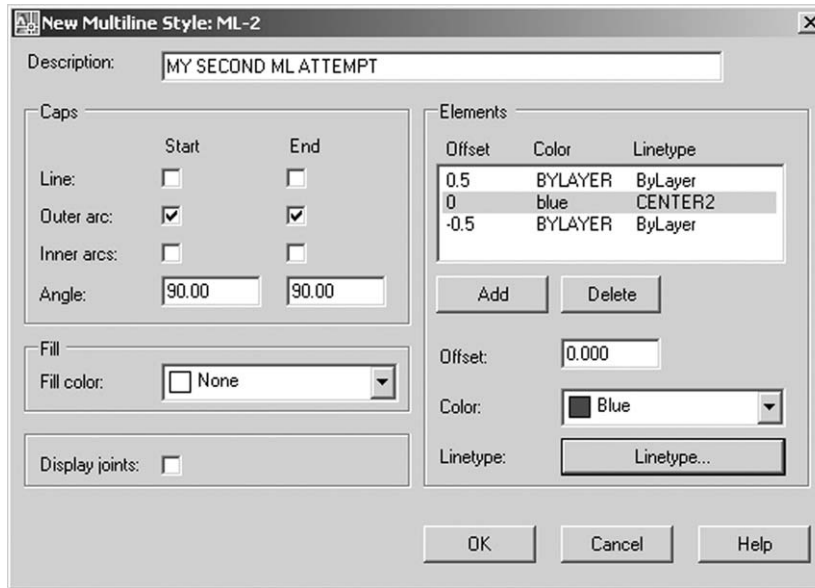 New Multiline Style: ML-2
Description: MY SECOND ML ATTEMPT
Caps
Start End
Line:
Outer arc:
Inner arcs:
Angle: 90.00 90.00
Fill
Fill color: None
Display joints:
Elements
Offset Color Linetype
0.5 BYLAYER ByLayer
0 blue CENTER2
-0.5 BYLAYER ByLayer
Add Delete
Offset: 0.000
Color: Blue
Linetype: Linetype...
OK Cancel Help